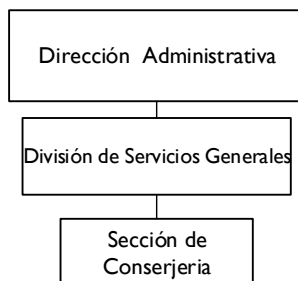 Dirección Administrativa
División de Servicios Generales
Sección de
Conserjeria